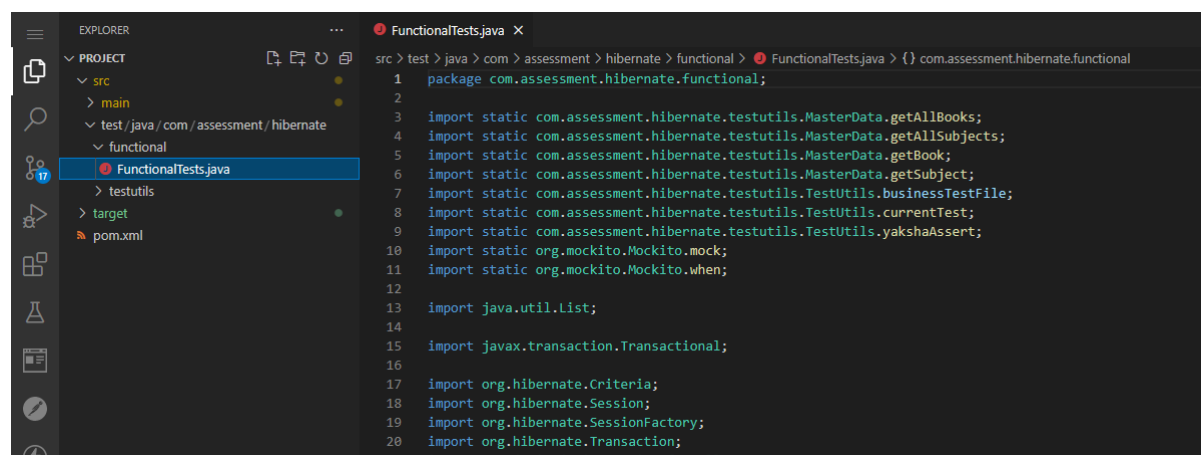 EXPLORER
PROJECT
src
main
test/java/com/assessment/hibernate
functional
FunctionalTests.java
testutils
target
pom.xml
17
FunctionalTests.java
src > test > java > com > assessment > hibernate > functional > FunctionalTests.java > {} com.assessment.hibernate.functional
1 package com.assessment.hibernate.functional;
2
3 import static com.assessment.hibernate.testutils.MasterData.getAllBooks;
4 import static com.assessment.hibernate.testutils.MasterData.getAllSubjects;
5 import static com.assessment.hibernate.testutils.MasterData.getBook;
6 import static com.assessment.hibernate.testutils.MasterData.getSubject;
7 import static com.assessment.hibernate.testutils.TestUtils.businessTestFile;
8 import static com.assessment.hibernate.testutils.TestUtils.currentTest;
9 import static com.assessment.hibernate.testutils.TestUtils.yakshaAssert;
10 import static org.mockito.Mockito.mock;
11 import static org.mockito.Mockito.when;
12
13 import java.util.List;
14
15 import javax.transaction.Transactional;
16
17 import org.hibernate.Criteria;
18 import org.hibernate.Session;
19 import org.hibernate.SessionFactory;
20 import org.hibernate.Transaction;